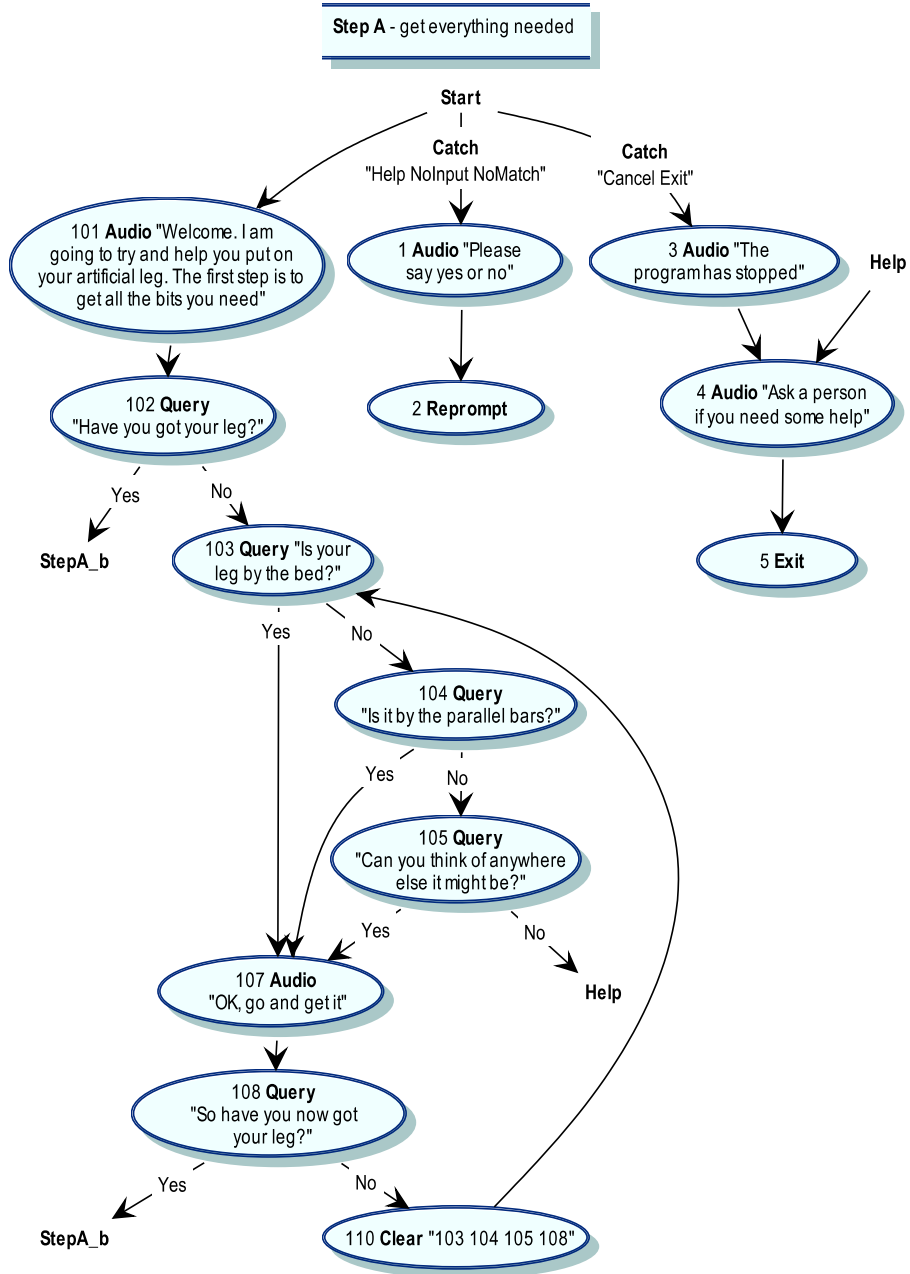 Step A - get everything needed
Start
Catch
"Help NoInput NoMatch"
Catch
"Cancel Exit"
101 Audio "Welcome. I am
going to try and help you put on
your artificial leg. The first step is to
get all the bits you need"
1 Audio "Please
say yes or no"
3 Audio "The
program has stopped"
Help
102 Query
"Have you got your leg?"
2 Reprompt
4 Audio "Ask a person
if you need some help"
Yes
No
StepA_b
103 Query "Is your
leg by the bed?"
5 Exit
Yes
No
104 Query
"Is it by the parallel bars?"
Yes
No
105 Query
"Can you think of anywhere
else it might be?"
Yes
No
107 Audio
"OK, go and get it"
Help
108 Query
"So have you now got
your leg?"
Yes
No
StepA_b
110 Clear "103 104 105 108"